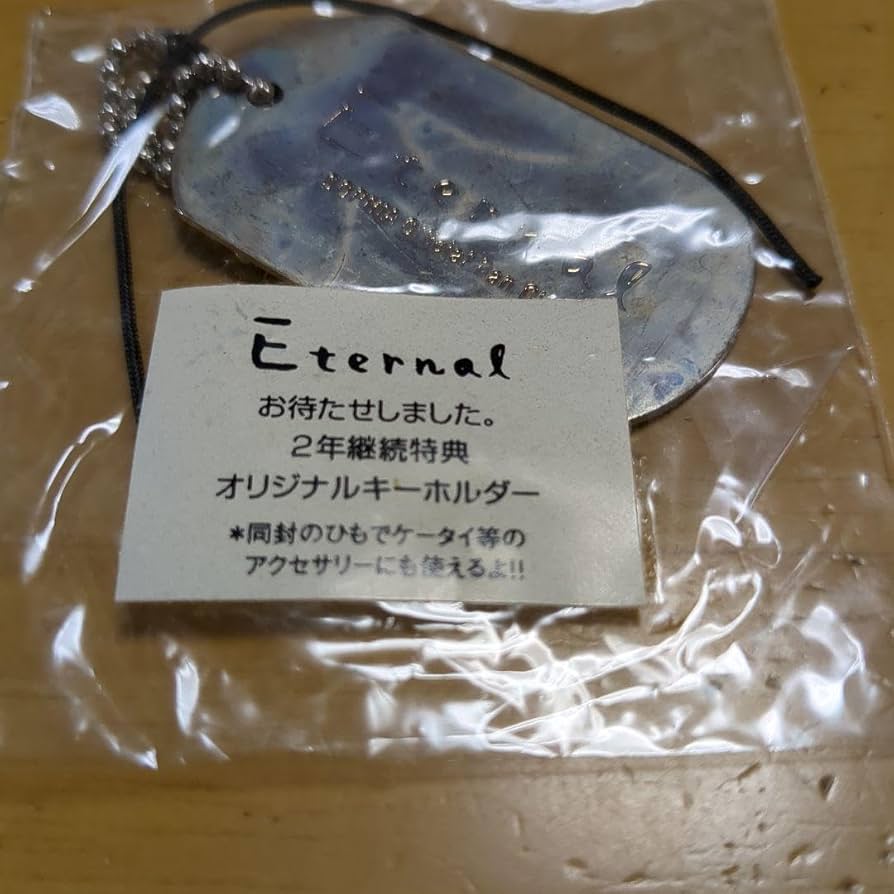 Eternal
お待たせしました。
2年継続特典
オリジナルキーホルダー
*同封のひもでケータイ等の
アクセサリーにも使えるよ!!